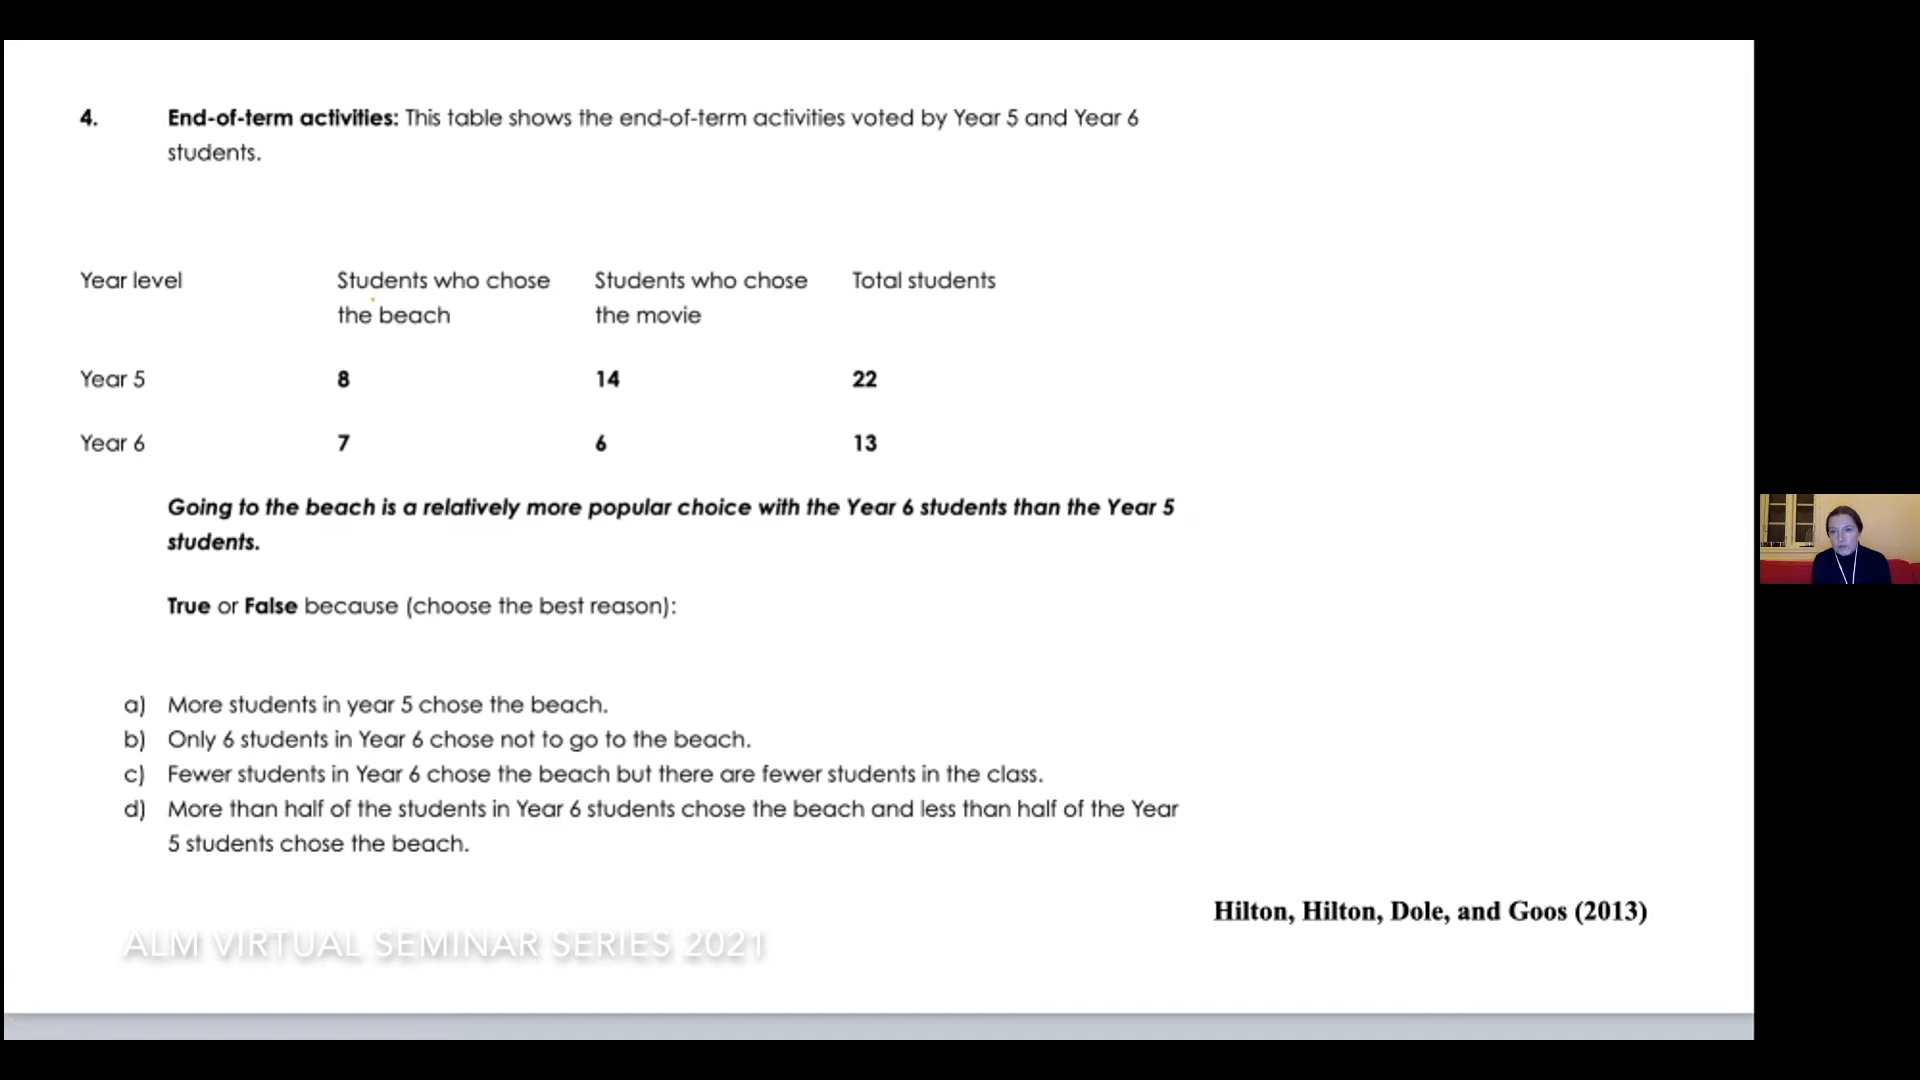 4. End-of-term activities: This table shows the end-of-term activities voted by Year 5 and Year 6
students.
Year level Students who chose Students who chose Total students
the beach the movie
Year 5 8 14 22
Year 6 7 6 13
Going to the beach is a relatively more popular choice with the Year 6 students than the Year 5
students.
True or False because (choose the best reason):
a) More students in year 5 chose the beach.
b) Only 6 students in Year 6 chose not to go to the beach.
c) Fewer students in Year 6 chose the beach but there are fewer students in the class.
d) More than half of the students in Year 6 students chose the beach and less than half of the Year
5 students chose the beach.
Hilton, Hilton, Dole, and Goos (2013)
ALM VIRTUAL SEMINAR SERIES 2021